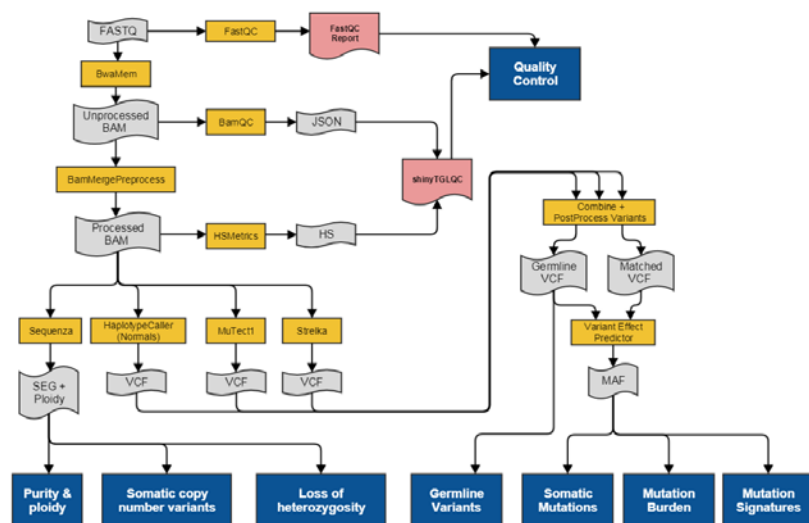 FASTQ
FastQC
FastQC
Report
Quality
Control
BwaMem
Unprocessed
BAM
BamQC
JSON
BamMergePreprocess
shinyTGLQC
Processed
BAM
HSMetrics
HS
Combine +
PostProcess Variants
Germline
VCF
Matched
VCF
Sequenza
HaplotypeCaller
(Normals)
MuTect1
Strelka
Variant Effect
Predictor
SEG +
Ploidy
VCF
VCF
VCF
MAF
Purity &
ploidy
Somatic copy
number variants
Loss of
heterozygosity
Germline
Variants
Somatic
Mutations
Mutation
Burden
Mutation
Signatures